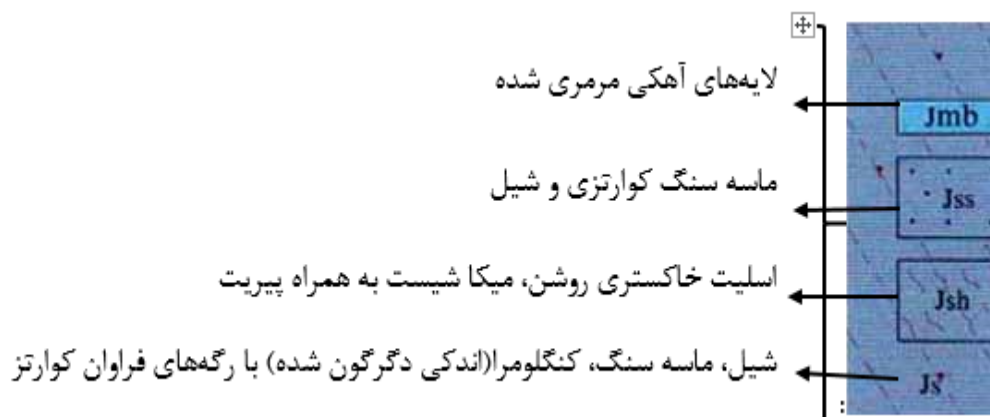 لایه‌های آهکی مرمری شده
Jmb
ماسه سنگ کوارتزی و شیل
Jss
اسلیت خاکستری روشن، میکا شیست به همراه پیریت
Jsh
شیل، ماسه سنگ، کنگلومرا(اندکی دگرگون شده) با رگه‌های فراوان کوارتز
Js